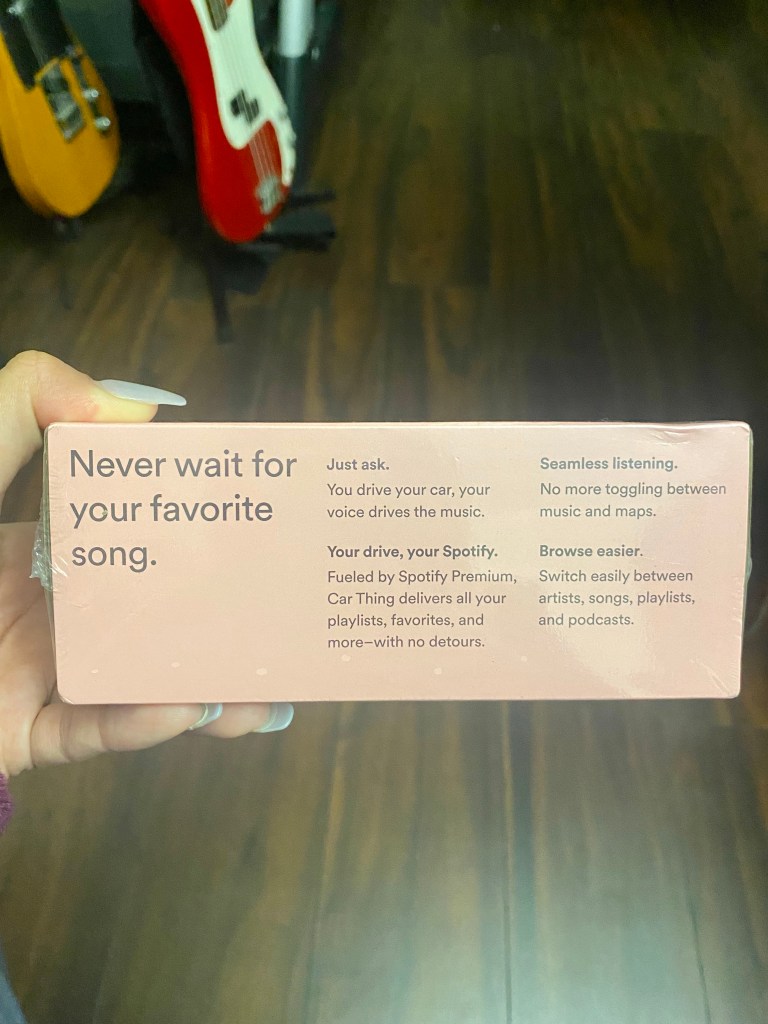 Never wait for
your favorite
song.
Just ask.
You drive your car, your
voice drives the music.
Your drive, your Spotify.
Fueled by Spotify Premium,
Car Thing delivers all your
playlists, favorites, and
more—with no detours.
Seamless listening.
No more toggling between
music and maps.
Browse easier.
Switch easily between
artists, songs, playlists,
and podcasts.